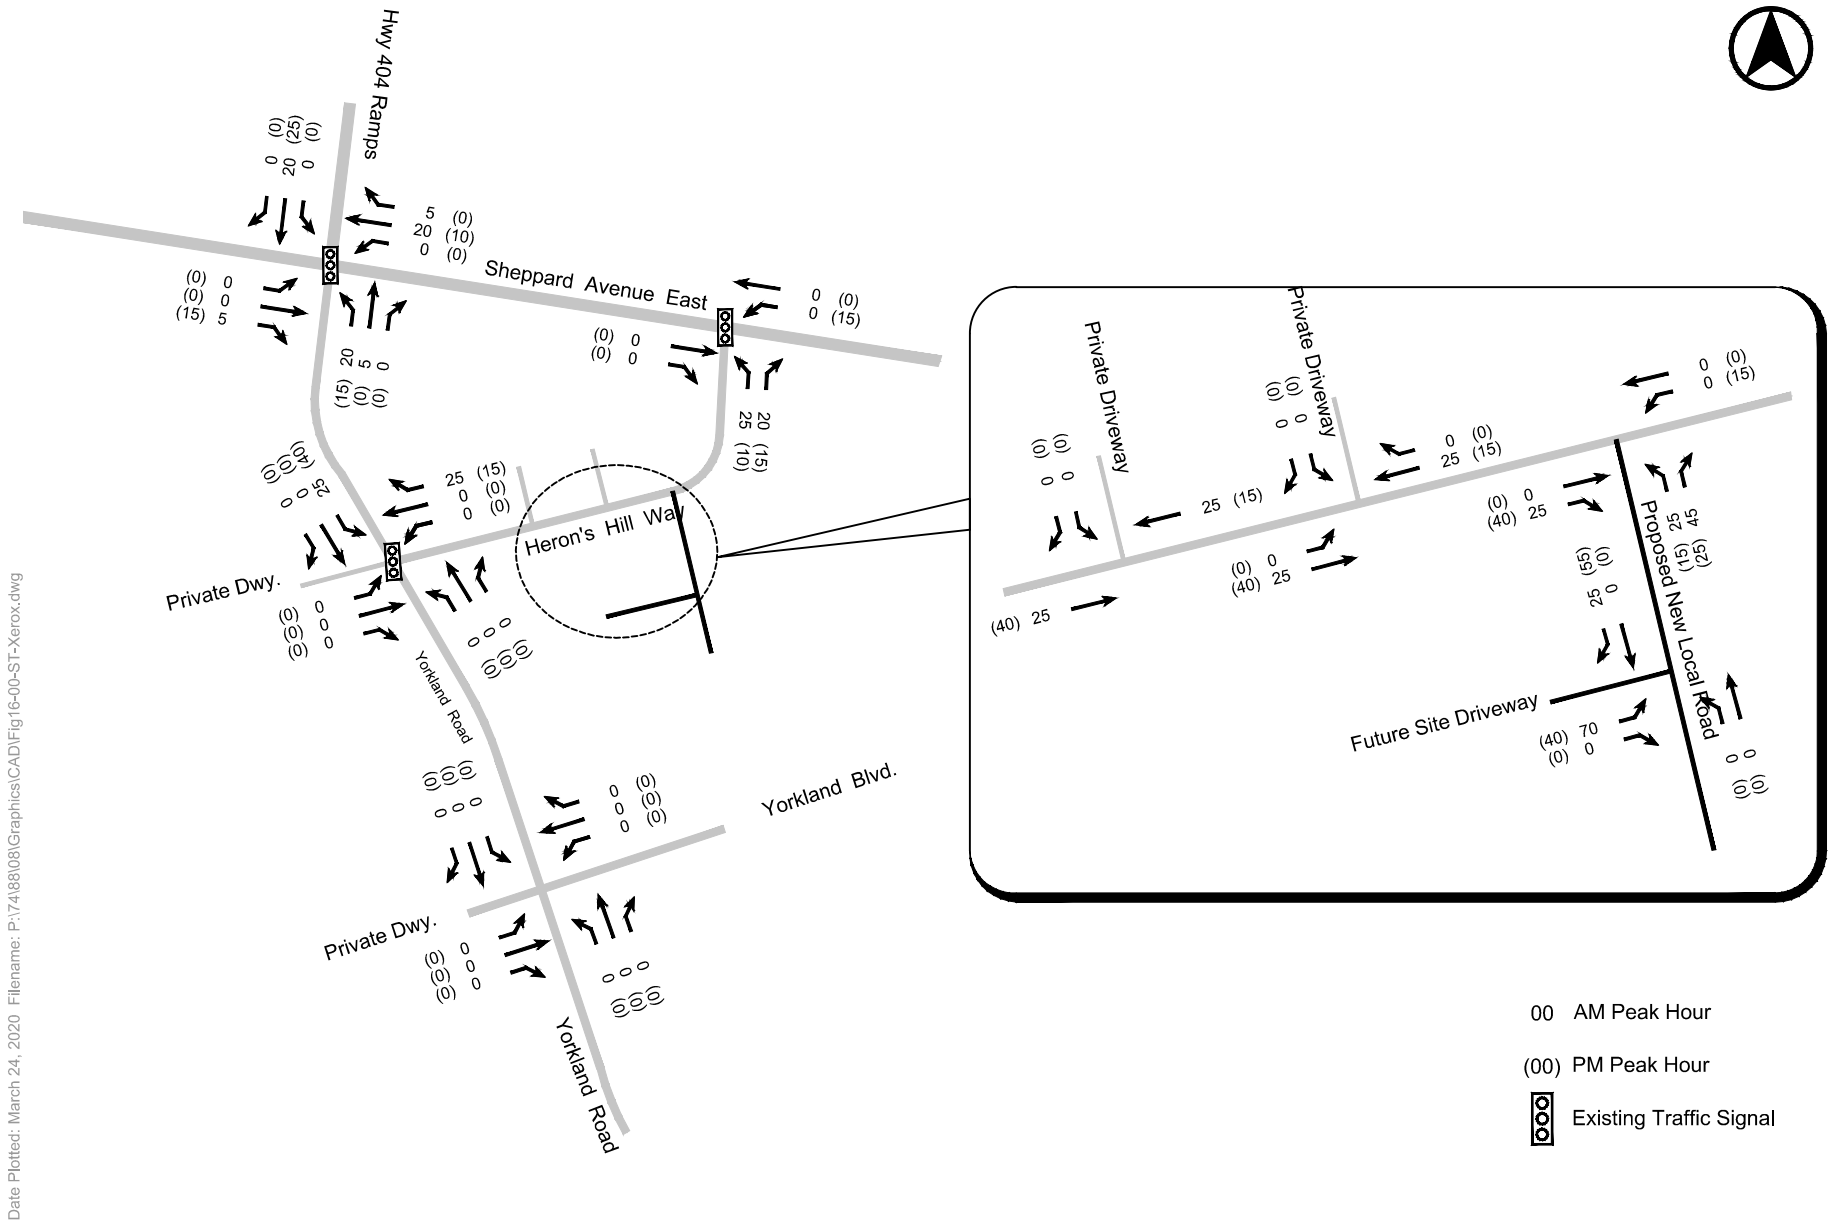 Hwy 404 Ramps
(0) (25) (0)
0 20 0
5 (0)
20 (10)
0 (0)
(0) 0
(0) 0
(15) 5
20 5 0
(15) (0) (0)
Sheppard Avenue East
0 (0)
0 (15)
(0) 0
(0) 0
25 20
(10) (15)
(0) (0) (40)
0 0 25
25 (15)
0 (0)
0 (0)
Heron's Hill Way
Private Dwy.
(0) 0
(0) 0
(0) 0
0 0 0
(0) (0) (0)
Yorkland Road
(0) (0) (0)
0 0 0
0 (0)
0 (0)
0 (0)
Yorkland Blvd.
Private Dwy.
(0) 0
(0) 0
(0) 0
0 0 0
(0) (0) (0)
Yorkland Road
Private Driveway
Private Driveway
(0) (0)
0 0
(0) (0)
0 0
25 (15)
0 (0)
25 (15)
0 (0)
0 (15)
(40) 25
(0) 0
(40) 25
(0) 0
(40) 25
25 45
(15) (25)
Proposed New Local Road
(55) (0)
25 0
Future Site Driveway
(40) 70
(0) 0
0 0
(0) (0)
00 AM Peak Hour
(00) PM Peak Hour
Existing Traffic Signal
Date Plotted: March 24, 2020 Filename: P:\74\88\08\Graphics\CAD\Fig16-00-ST-Xerox.dwg